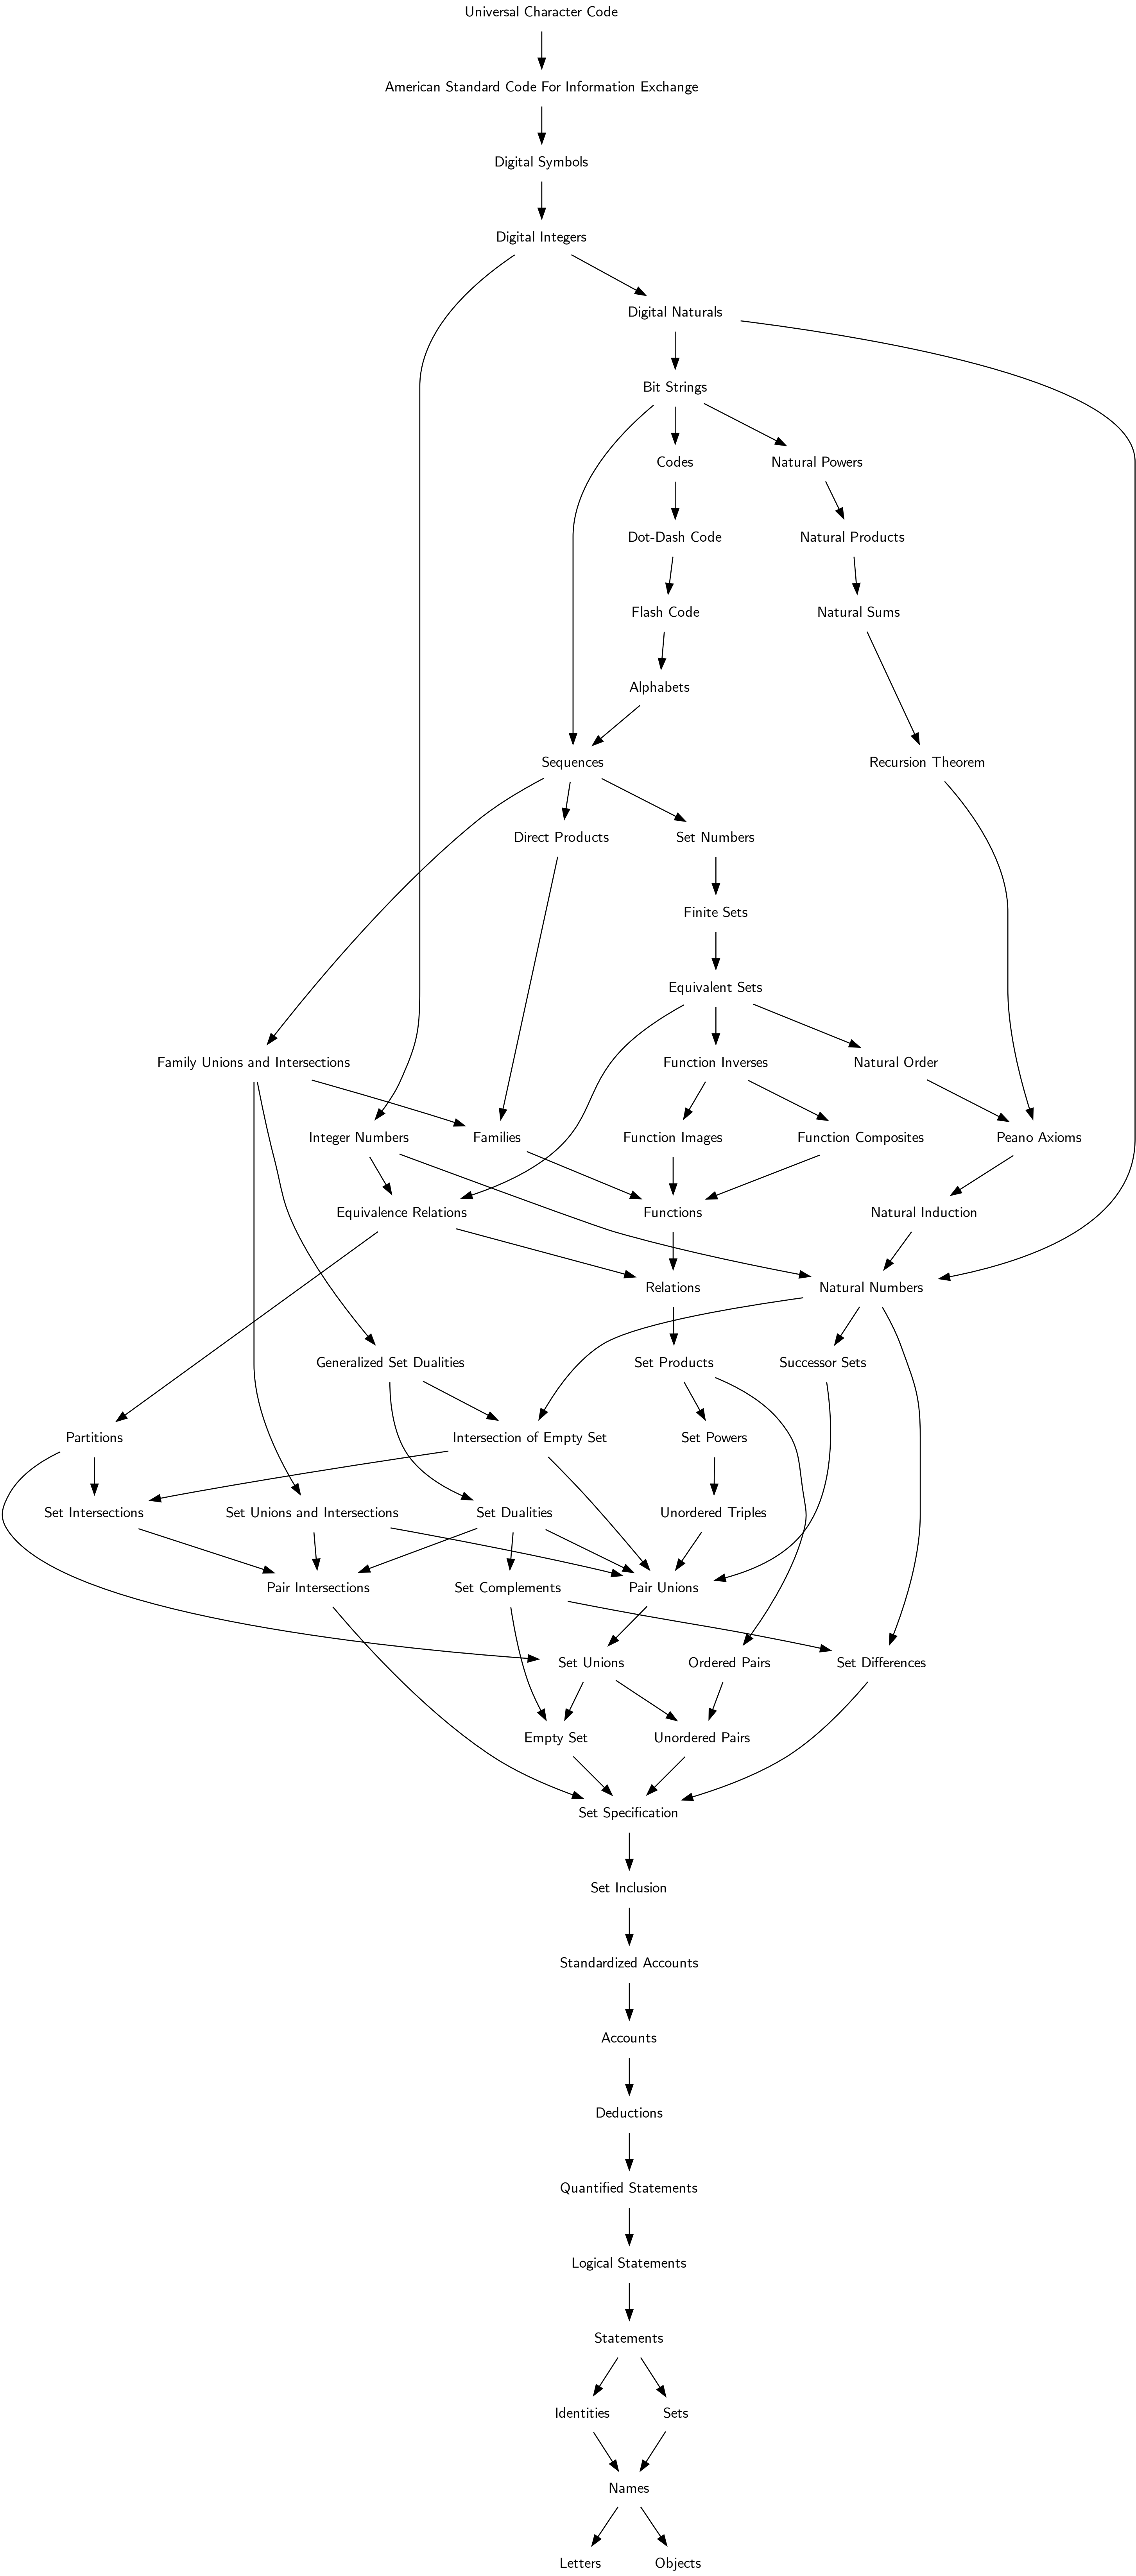 Universal Character Code
American Standard Code For Information Exchange
Digital Symbols
Digital Integers
Digital Naturals
Bit Strings
Codes
Natural Powers
Dot-Dash Code
Natural Products
Flash Code
Natural Sums
Alphabets
Sequences
Recursion Theorem
Direct Products
Set Numbers
Finite Sets
Equivalent Sets
Family Unions and Intersections
Function Inverses
Natural Order
Integer Numbers
Families
Function Images
Function Composites
Peano Axioms
Equivalence Relations
Functions
Natural Induction
Relations
Natural Numbers
Generalized Set Dualities
Set Products
Successor Sets
Partitions
Intersection of Empty Set
Set Powers
Set Intersections
Set Unions and Intersections
Set Dualities
Unordered Triples
Pair Intersections
Set Complements
Pair Unions
Set Unions
Ordered Pairs
Set Differences
Empty Set
Unordered Pairs
Set Specification
Set Inclusion
Standardized Accounts
Accounts
Deductions
Quantified Statements
Logical Statements
Statements
Identities
Sets
Names
Letters
Objects